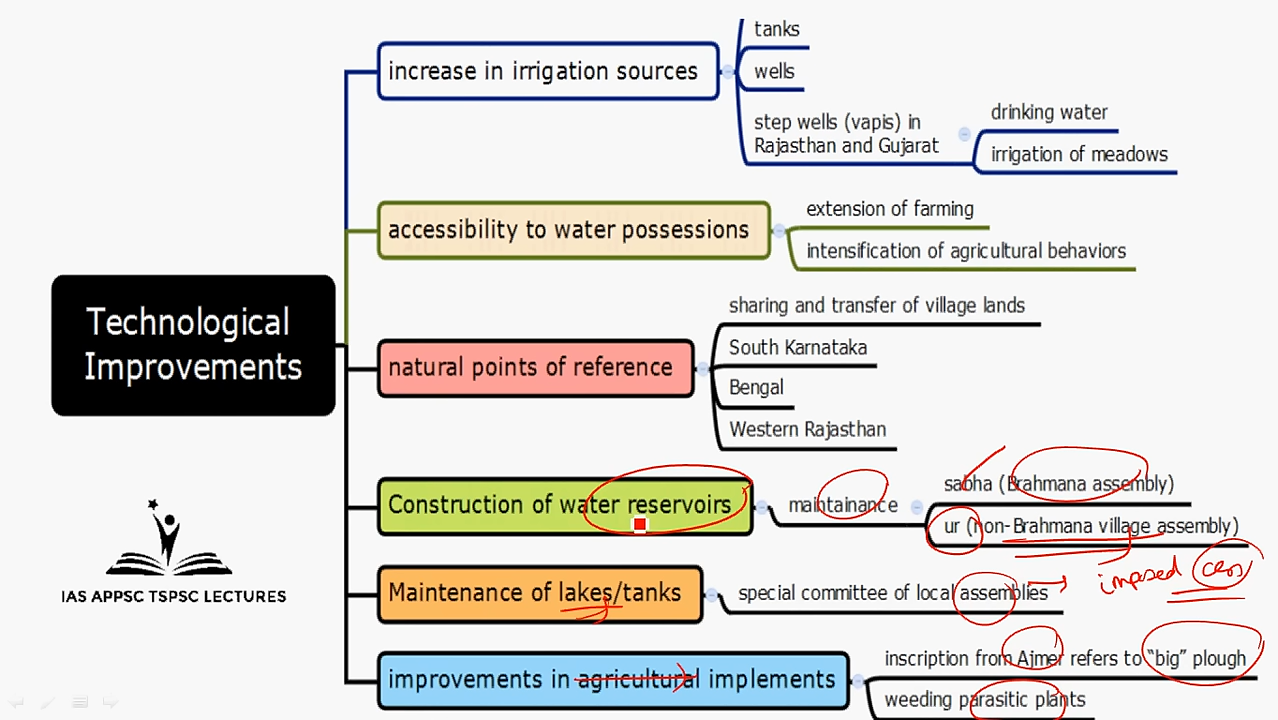 tanks
increase in irrigation sources
wells
step wells (vapis) in
Rajasthan and Gujarat
drinking water
irrigation of meadows
accessibility to water possessions
extension of farming
intensification of agricultural behaviors
Technological
Improvements
natural points of reference
sharing and transfer of village lands
South Karnataka
Bengal
Western Rajasthan
Construction of water reservoirs
maintainance
sabha (Brahmana assembly)
ur (non-Brahmana village assembly)
Maintenance of lakes/tanks
special committee of local assemblies
imposed cess
improvements in agricultural implements
inscription from Ajmer refers to "big" plough
weeding parasitic plants
IAS APPSC TSPSC LECTURES